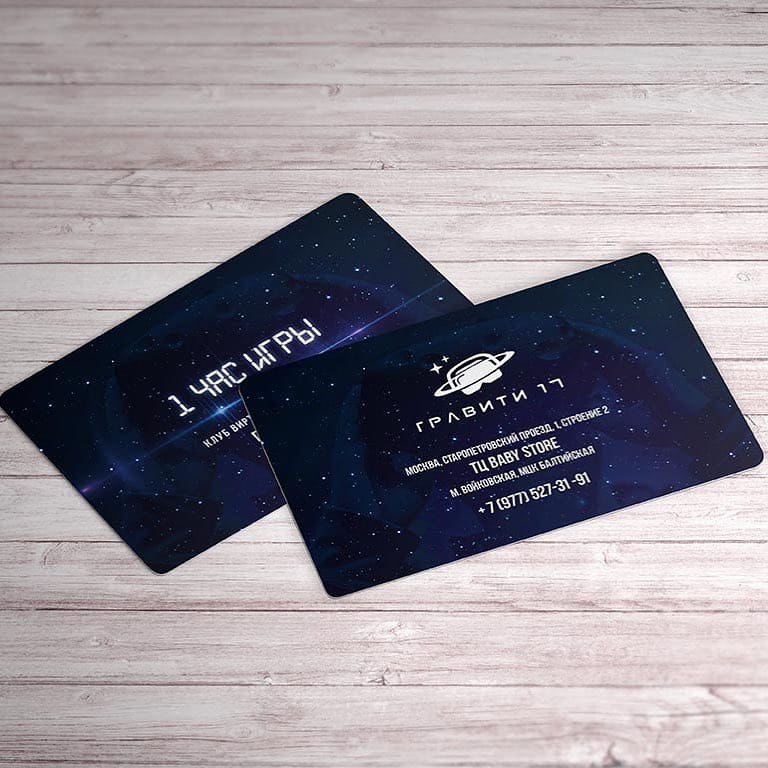 1 ЧАС ИГРЫ
КЛУБ
ГРАВИТИ 17
МОСКВА, СТАРОПЕТРОВСКИЙ ПРОЕЗД, 1, СТРОЕНИЕ 2
ТЦ BABY STORE
М. ВОЙКОВСКАЯ, МЦК БАЛТИЙСКАЯ
+7 (977) 527-31-91